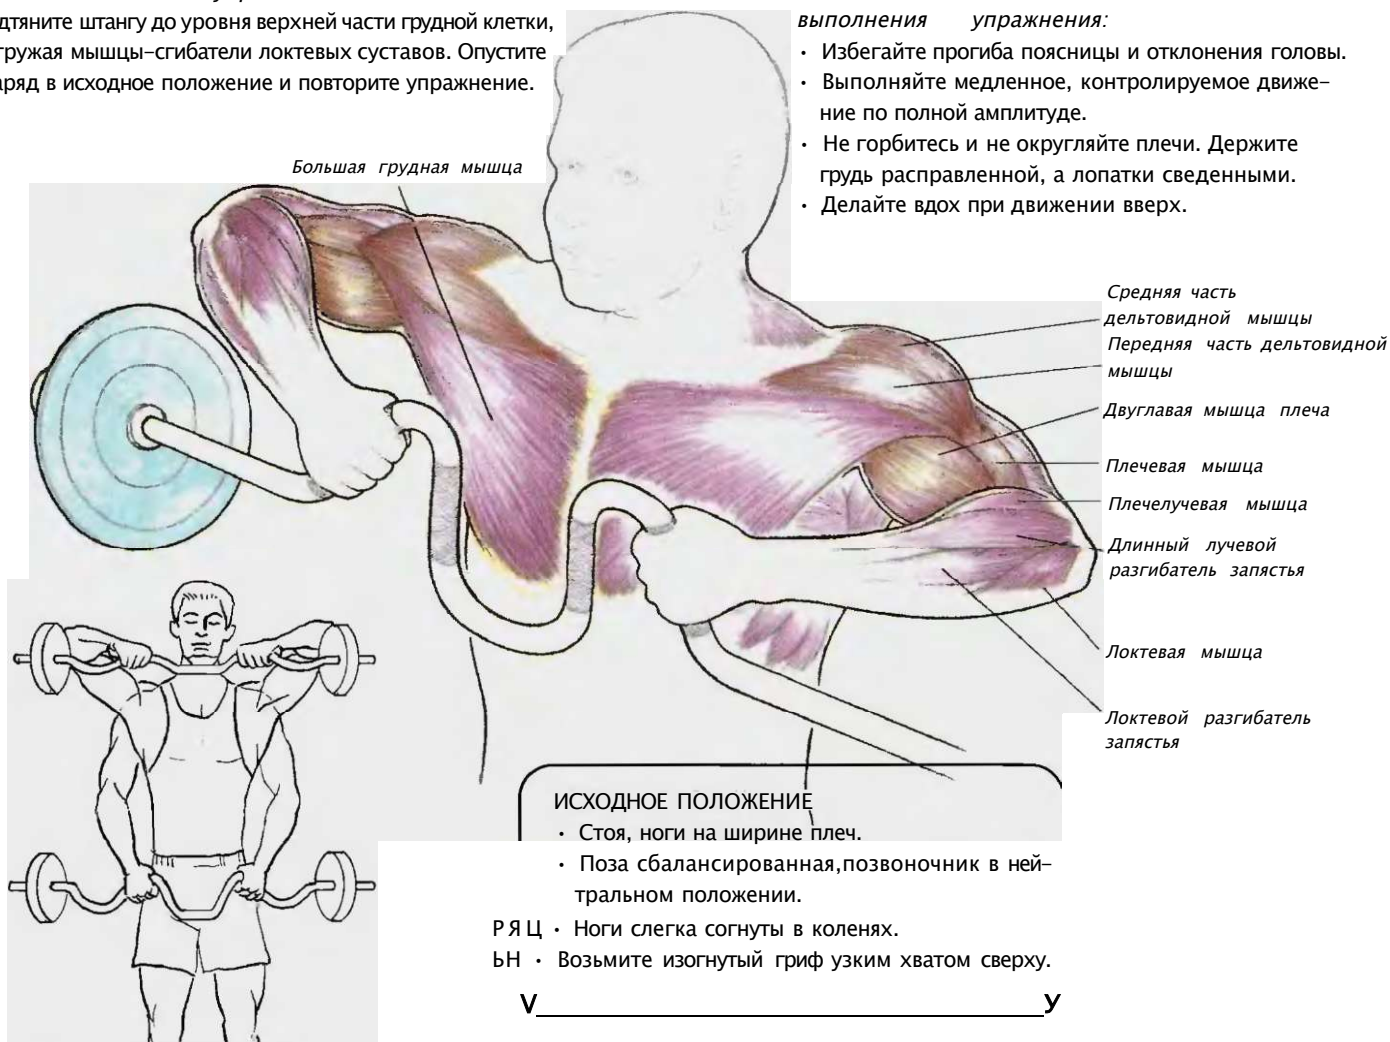 дтяните штангу до уровня верхней части грудной клетки,
гружая мышцы-сгибатели локтевых суставов. Опустите
аряд в исходное положение и повторите упражнение.
выполнения упражнения:
• Избегайте прогиба поясницы и отклонения головы.
• Выполняйте медленное, контролируемое движе-
ние по полной амплитуде.
• Не горбитесь и не округляйте плечи. Держите
грудь расправленной, а лопатки сведенными.
• Делайте вдох при движении вверх.
Большая грудная мышца
Средняя часть
дельтовидной мышцы
Передняя часть дельтовидной
мышцы
Двуглавая мышца плеча
Плечевая мышца
Плечелучевая мышца
Длинный лучевой
разгибатель запястья
Локтевая мышца
Локтевой разгибатель
запястья
ИСХОДНОЕ ПОЛОЖЕНИЕ
• Стоя, ноги на ширине плеч.
• Поза сбалансированная,позвоночник в ней-
тральном положении.
РЯЦ • Ноги слегка согнуты в коленях.
ЬН • Возьмите изогнутый гриф узким хватом сверху.
V У